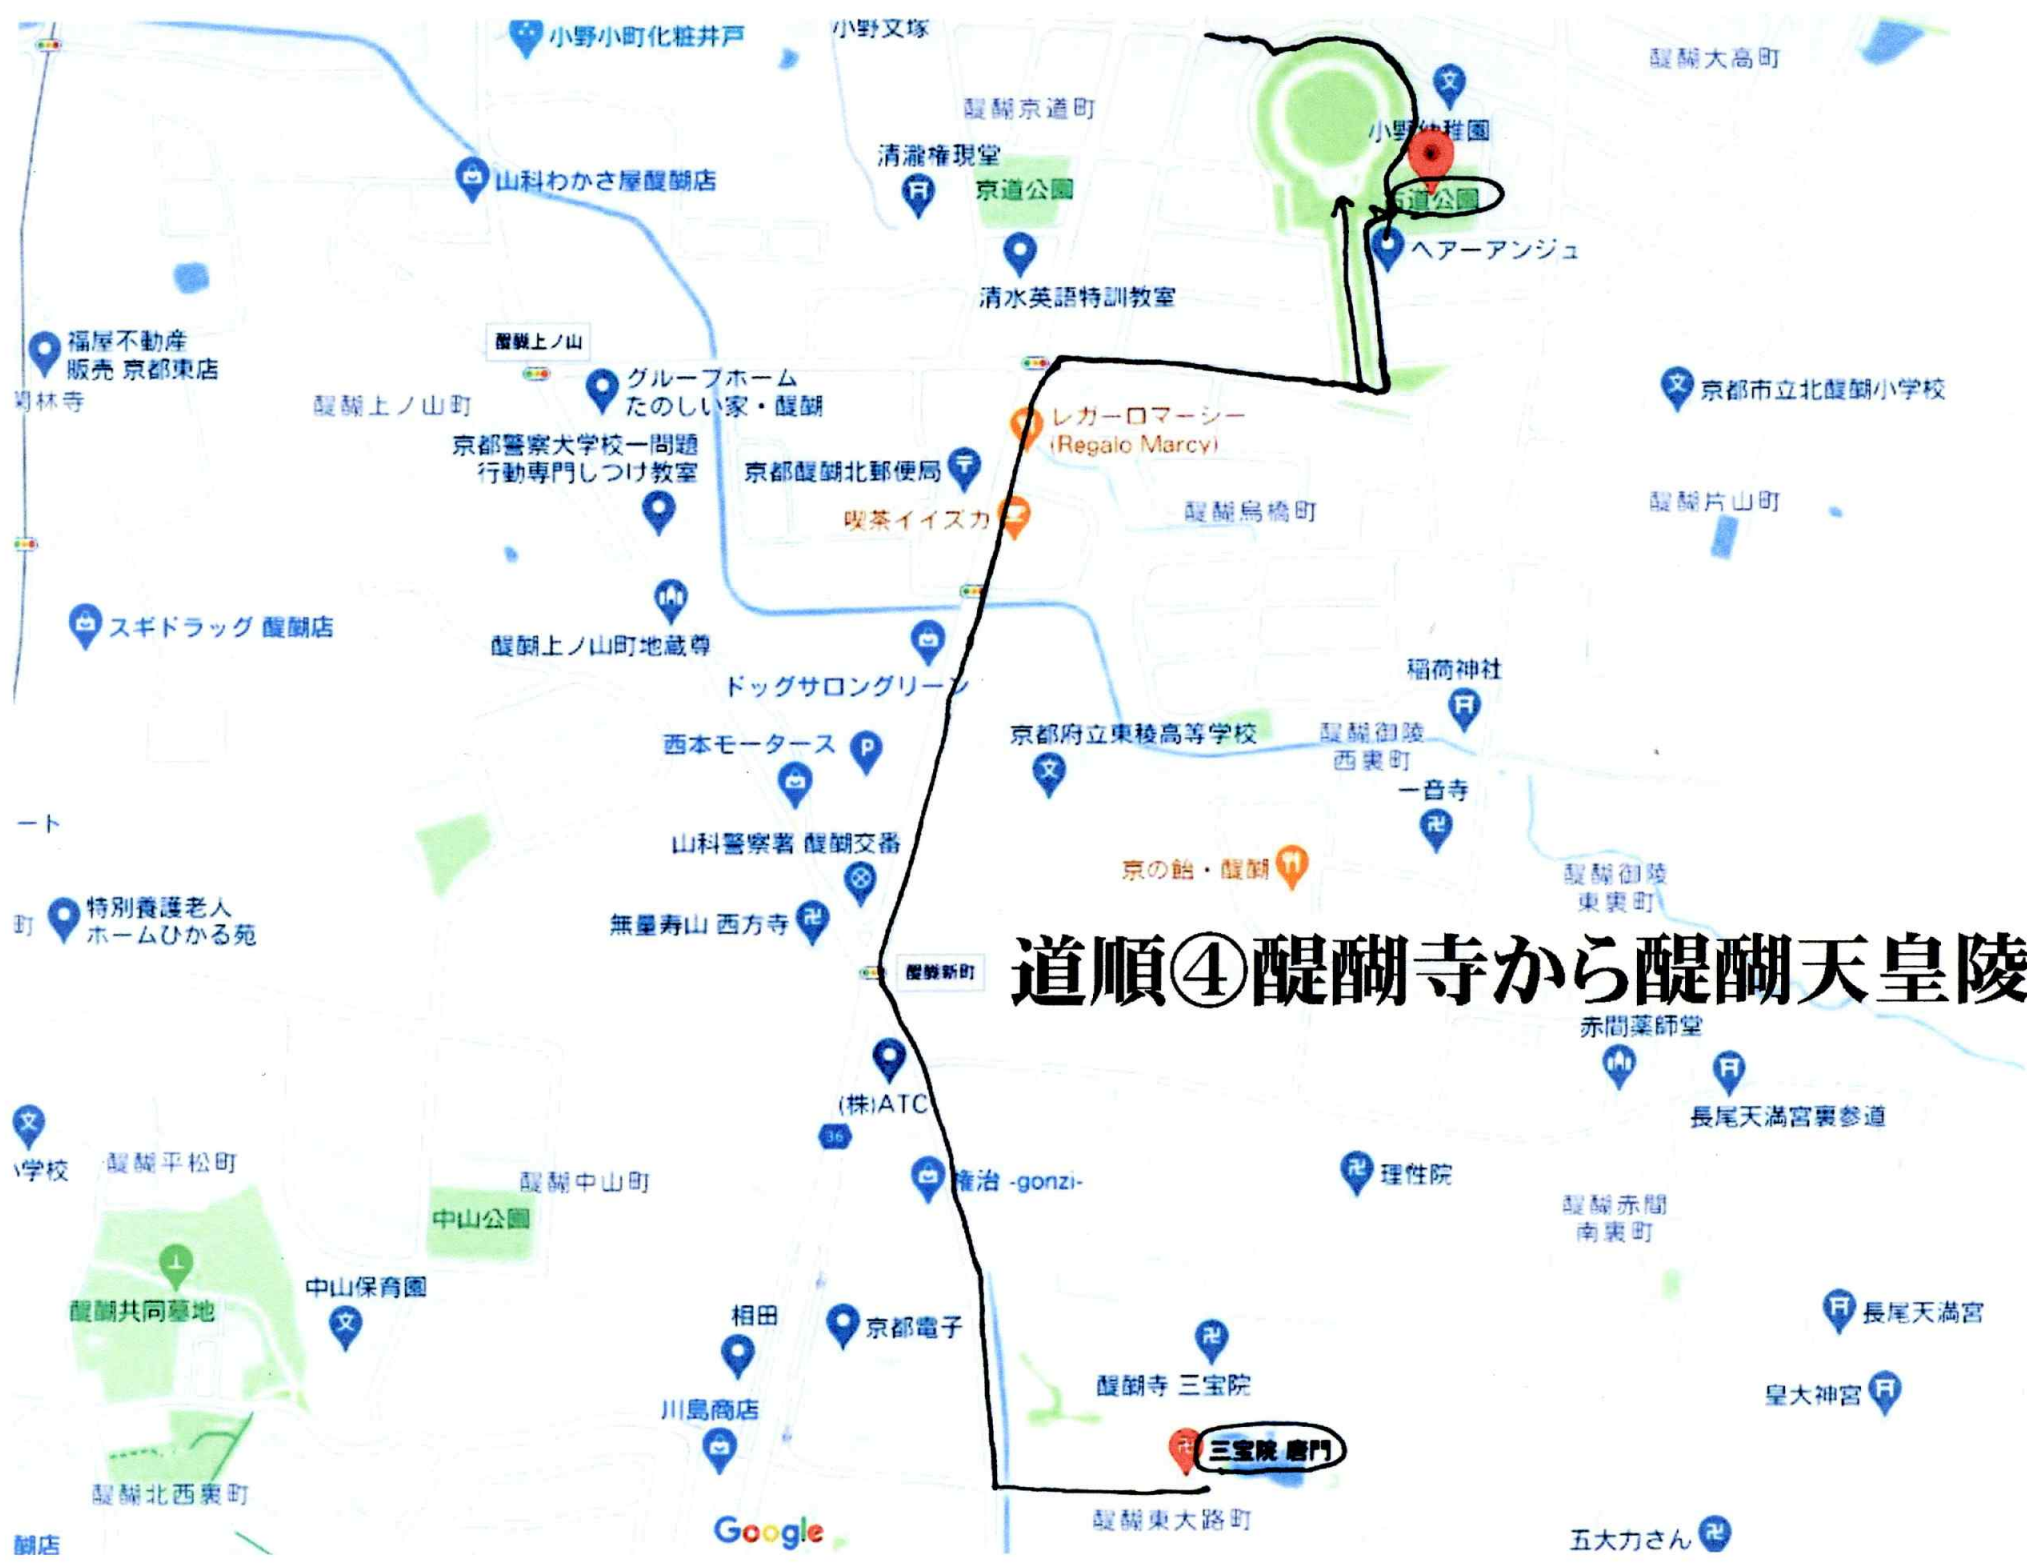 小野小町化粧井戸
小野文塚
醍醐大高町
醍醐京道町
小野幼稚園
清瀧権現堂
京道公園
山科わかさ屋醍醐店
古道公園
ヘアーアンジュ
清水英語特訓教室
醍醐上ノ山
福屋不動産
販売 京都東店
醍醐上ノ山町
グループホーム
たのしい家・醍醐
京都市立北醍醐小学校
レガーロマーシー
(Regalo Marcy)
京都警察犬学校一問題
行動専門しつけ教室
京都醍醐北郵便局
喫茶イイズカ
醍醐烏橋町
醍醐片山町
スギドラッグ 醍醐店
醍醐上ノ山町地蔵尊
ドッグサロングリーン
稲荷神社
西本モータース
P
京都府立東稜高等学校
醍醐御陵
西裏町
一音寺
ート
山科警察署 醍醐交番
京の飴・醍醐
醍醐御陵
東裏町
町
特別養護老人
ホームひかる苑
無量寿山 西方寺
醍醐新町
道順④醍醐寺から醍醐天皇陵
赤間薬師堂
(株)ATC
36
長尾天満宮裏参道
小学校
醍醐平松町
醍醐中山町
権治 -gonzi-
理性院
醍醐赤間
南裏町
中山公園
醍醐共同墓地
中山保育園
相田
京都電子
長尾天満宮
醍醐寺 三宝院
皇大神宮
川島商店
三宝院 唐門
醍醐北西裏町
Google
醍醐東大路町
五大力さん
醐店